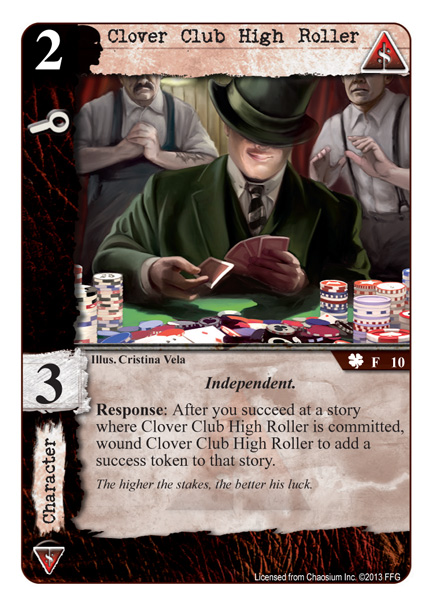 2
Clover Club High Roller
Illus. Cristina Vela
F 10
3
Independent.
Response: After you succeed at a story
where Clover Club High Roller is committed,
wound Clover Club High Roller to add a
success token to that story.
The higher the stakes, the better his luck.
Character
Licensed from Chaosium Inc. ©2013 FFG